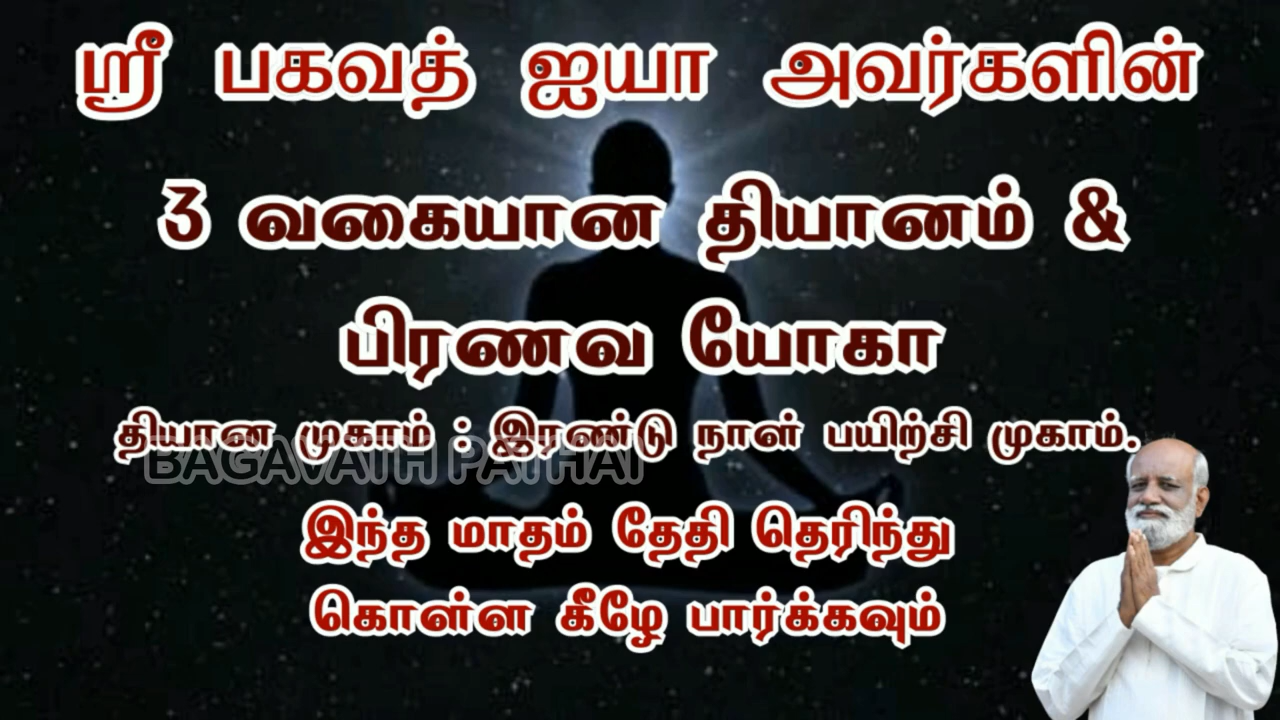 ஸ்ரீ பகவத் ஐயா அவர்களின்
3 வகையான தியானம் &
பிரணவ யோகா
தியான முகாம் : இரண்டு நாள் பயிற்சி முகாம்.
BAGAVATH PATHAI
இந்த மாதம் தேதி தெரிந்து
கொள்ள கீழே பார்க்கவும்